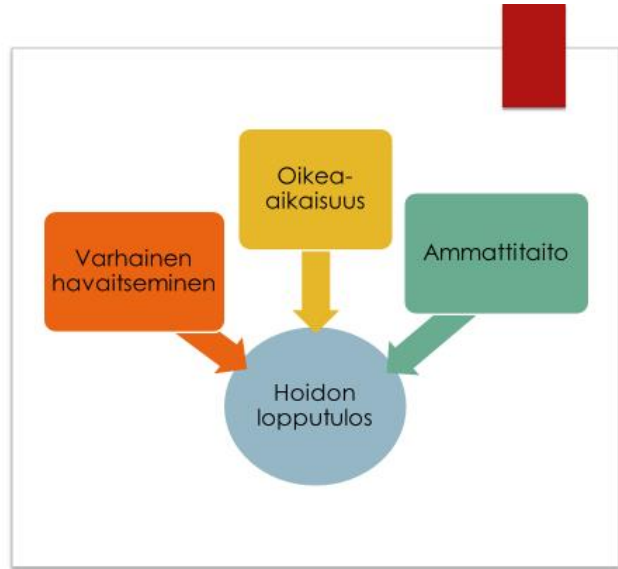 Varhainen
havaitseminen
Oikea-
aikaisuus
Ammattitaito
Hoidon
lopputulos